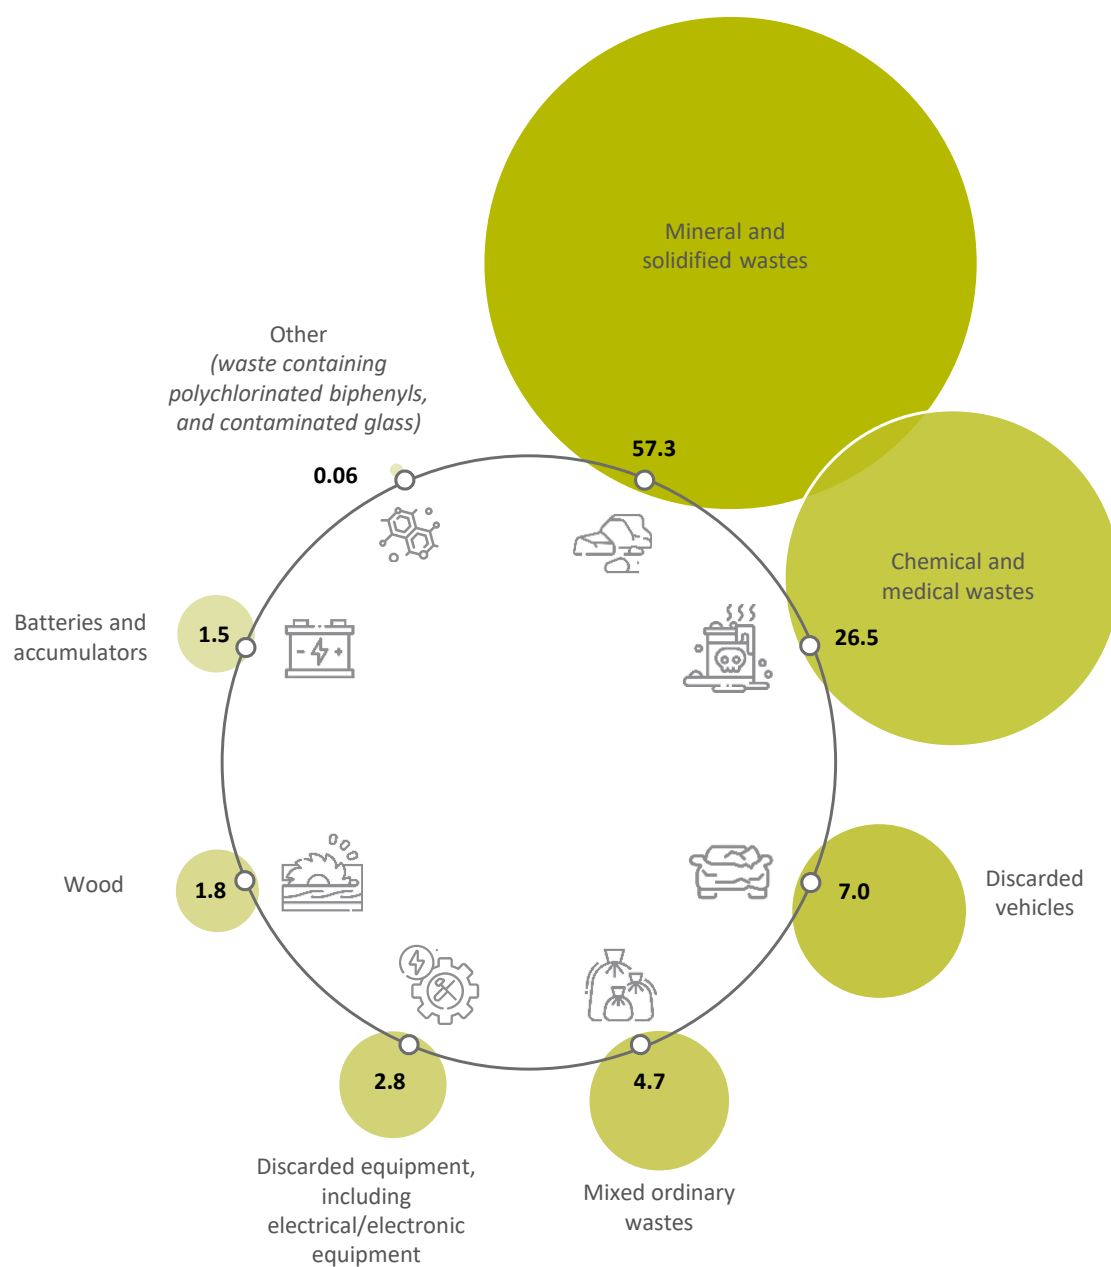 Mineral and
solidified wastes
57.3
Chemical and
medical wastes
26.5
Discarded
vehicles
7.0
4.7
Mixed ordinary
wastes
2.8
Discarded equipment,
including
electrical/electronic
equipment
Wood
1.8
Batteries and
accumulators
1.5
Other
(waste containing
polychlorinated biphenyls,
and contaminated glass)
0.06